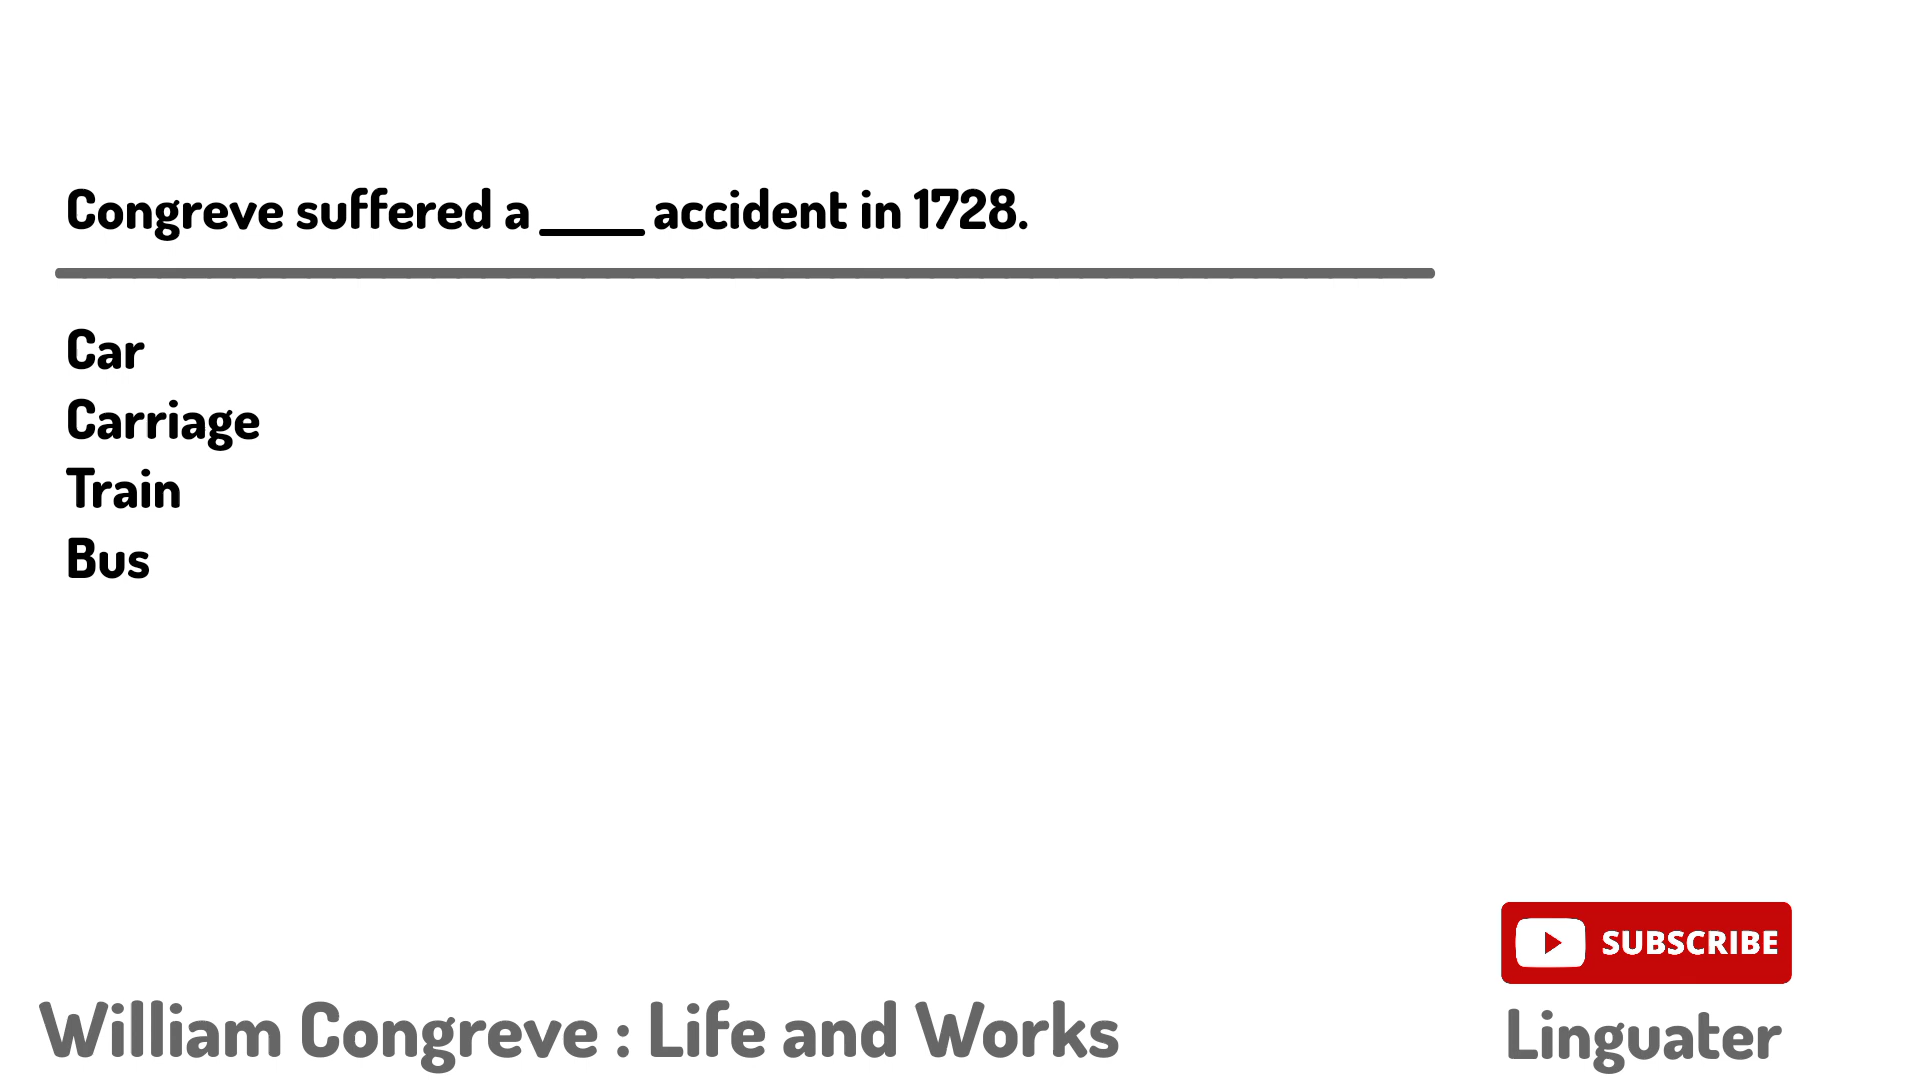 Congreve suffered a ____ accident in 1728.
Car
Carriage
Train
Bus
SUBSCRIBE
William Congreve : Life and Works
Linguater